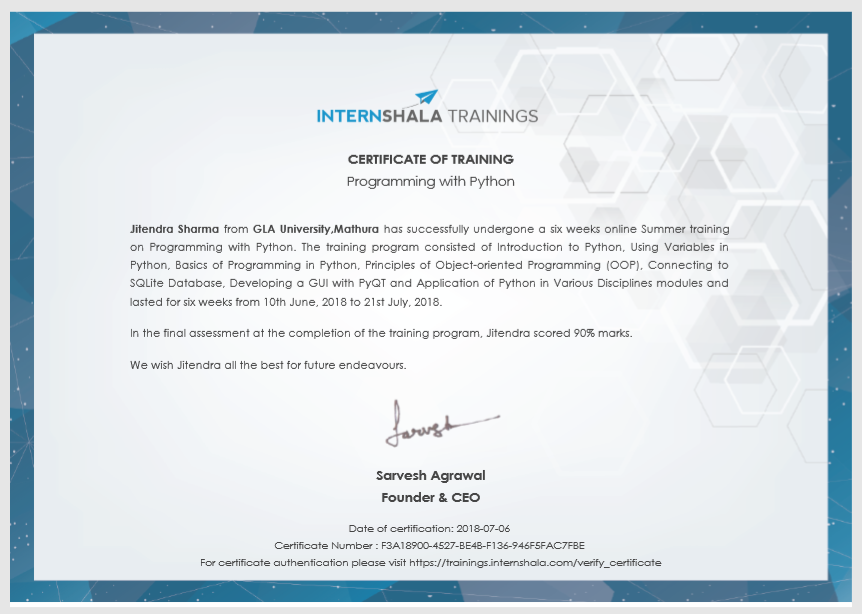 INTERNSHALA TRAININGS
CERTIFICATE OF TRAINING
Programming with Python
Jitendra Sharma from GLA University,Mathura has successfully undergone a six weeks online Summer training
on Programming with Python. The training program consisted of Introduction to Python, Using Variables in
Python, Basics of Programming in Python, Principles of Object-oriented Programming (OOP), Connecting to
SQLite Database, Developing a GUI with PyQT and Application of Python in Various Disciplines modules and
lasted for six weeks from 10th June, 2018 to 21st July, 2018.
In the final assessment at the completion of the training program, Jitendra scored 90% marks.
We wish Jitendra all the best for future endeavours.
Sarvesh
Sarvesh Agrawal
Founder & CEO
Date of certification: 2018-07-06
Certificate Number : F3A18900-4527-BE4B-F136-946F5FAC7FBE
For certificate authentication please visit https://trainings.internshala.com/verify_certificate